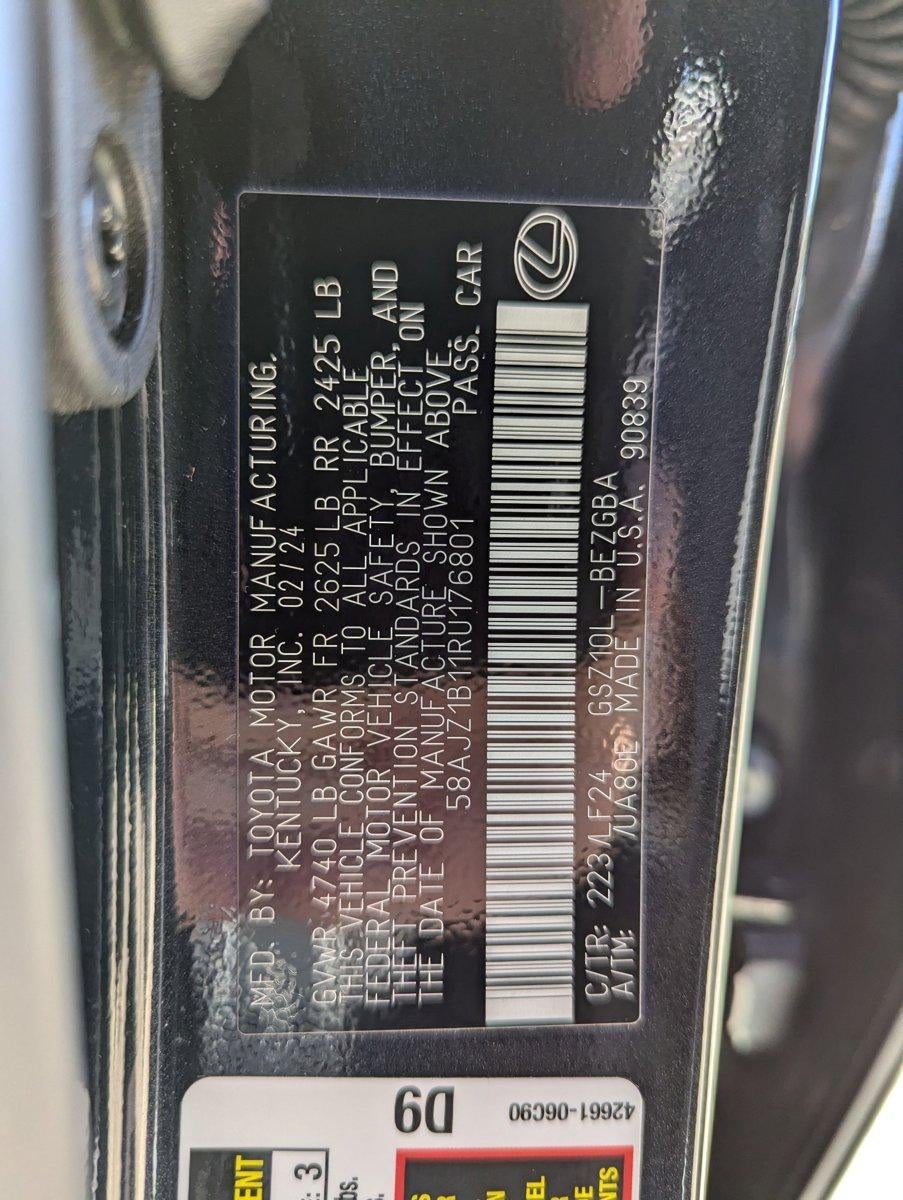 MFD. BY: TOYOTA MOTOR MANUFACTURING.
KENTUCKY, INC. 02/24
GVWR 4740 LB GAWR FR 2625 LB RR 2425 LB
THIS VEHICLE CONFORMS TO ALL APPLICABLE
FEDERAL MOTOR VEHICLE SAFETY, BUMPER, AND
THEFT PREVENTION STANDARDS IN EFFECT ON
THE DATE OF MANUFACTURE SHOWN ABOVE.
58AJZ1B11RU176801 PASS. CAR
C/TR: 223/LF24 GSZ10L-BEZGBA
A/TM: /UA80E MADE IN U.S.A. 90839
D9
42661-06C90
3